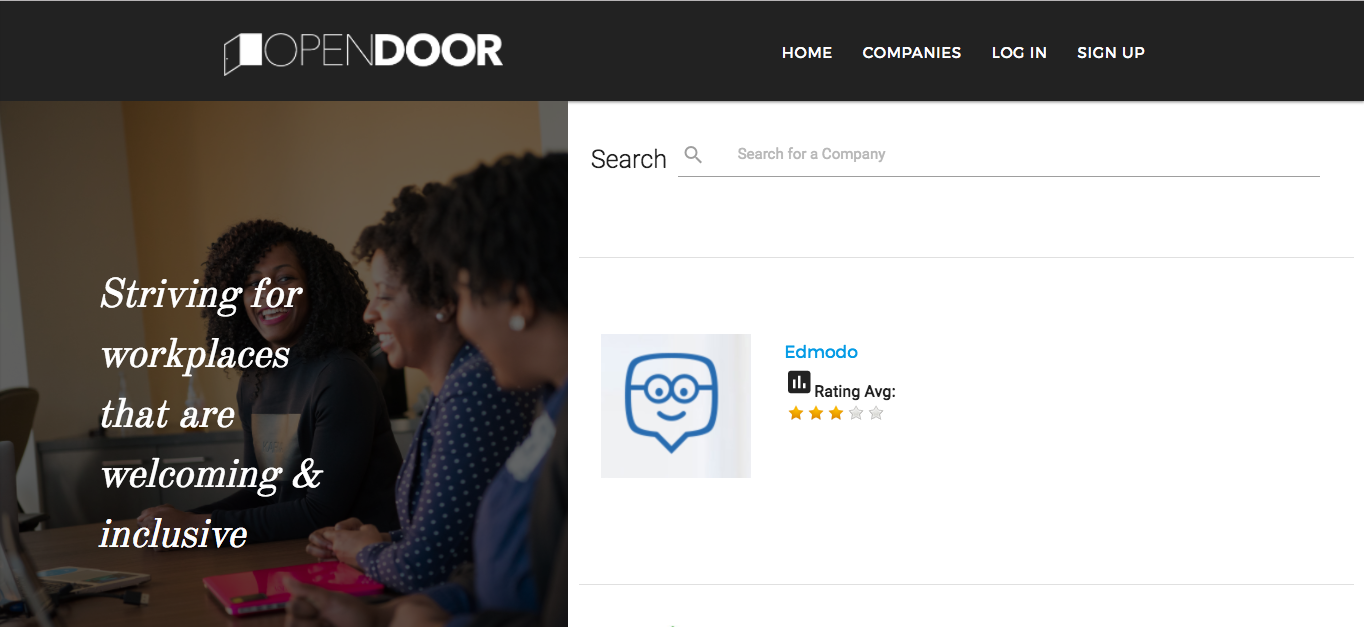 OPENDOOR
HOME COMPANIES LOG IN SIGN UP
Striving for
workplaces
that are
welcoming &
inclusive
Search
Search for a Company
Edmodo
Rating Avg: